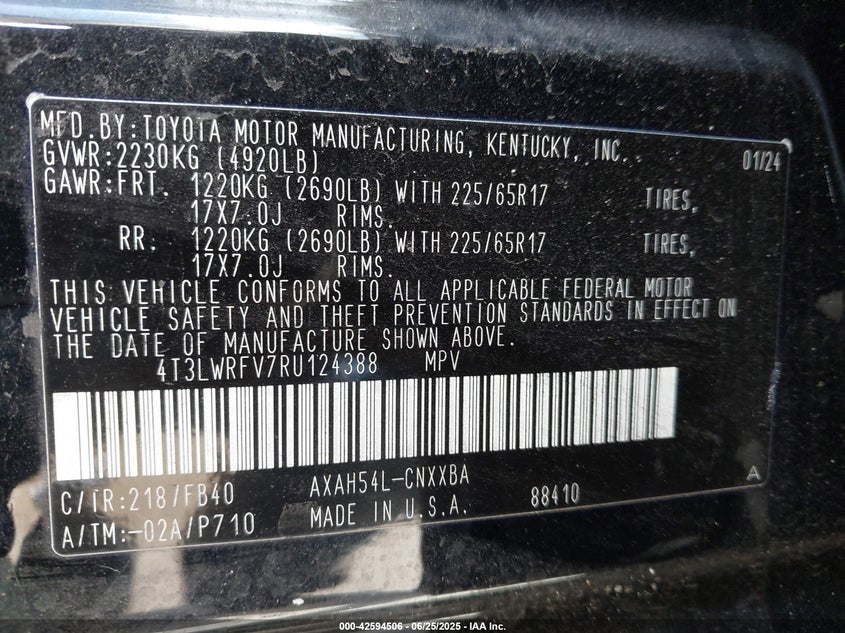 MFD.BY:TOYOTA MOTOR MANUFACTURING, KENTUCKY, INC. 01/24
GVWR:2230KG (4920LB)
GAWR:FRT. 1220KG (2690LB) WITH 225/65R17 TIRES,
17X7.0J RIMS.
RR. 1220KG (2690LB) WITH 225/65R17 TIRES,
17X7.0J RIMS.
THIS VEHICLE CONFORMS TO ALL APPLICABLE FEDERAL MOTOR
VEHICLE SAFETY AND THEFT PREVENTION STANDARDS IN EFFECT ON
THE DATE OF MANUFACTURE SHOWN ABOVE.
4T3LWRFV7RU124388 MPV
C/TR:218/FB40 AXAH54L-CNXXBA A
A/TM:-02A/P710 MADE IN U.S.A. 88410
000-42594506 - 06/25/2025 - IAA Inc.